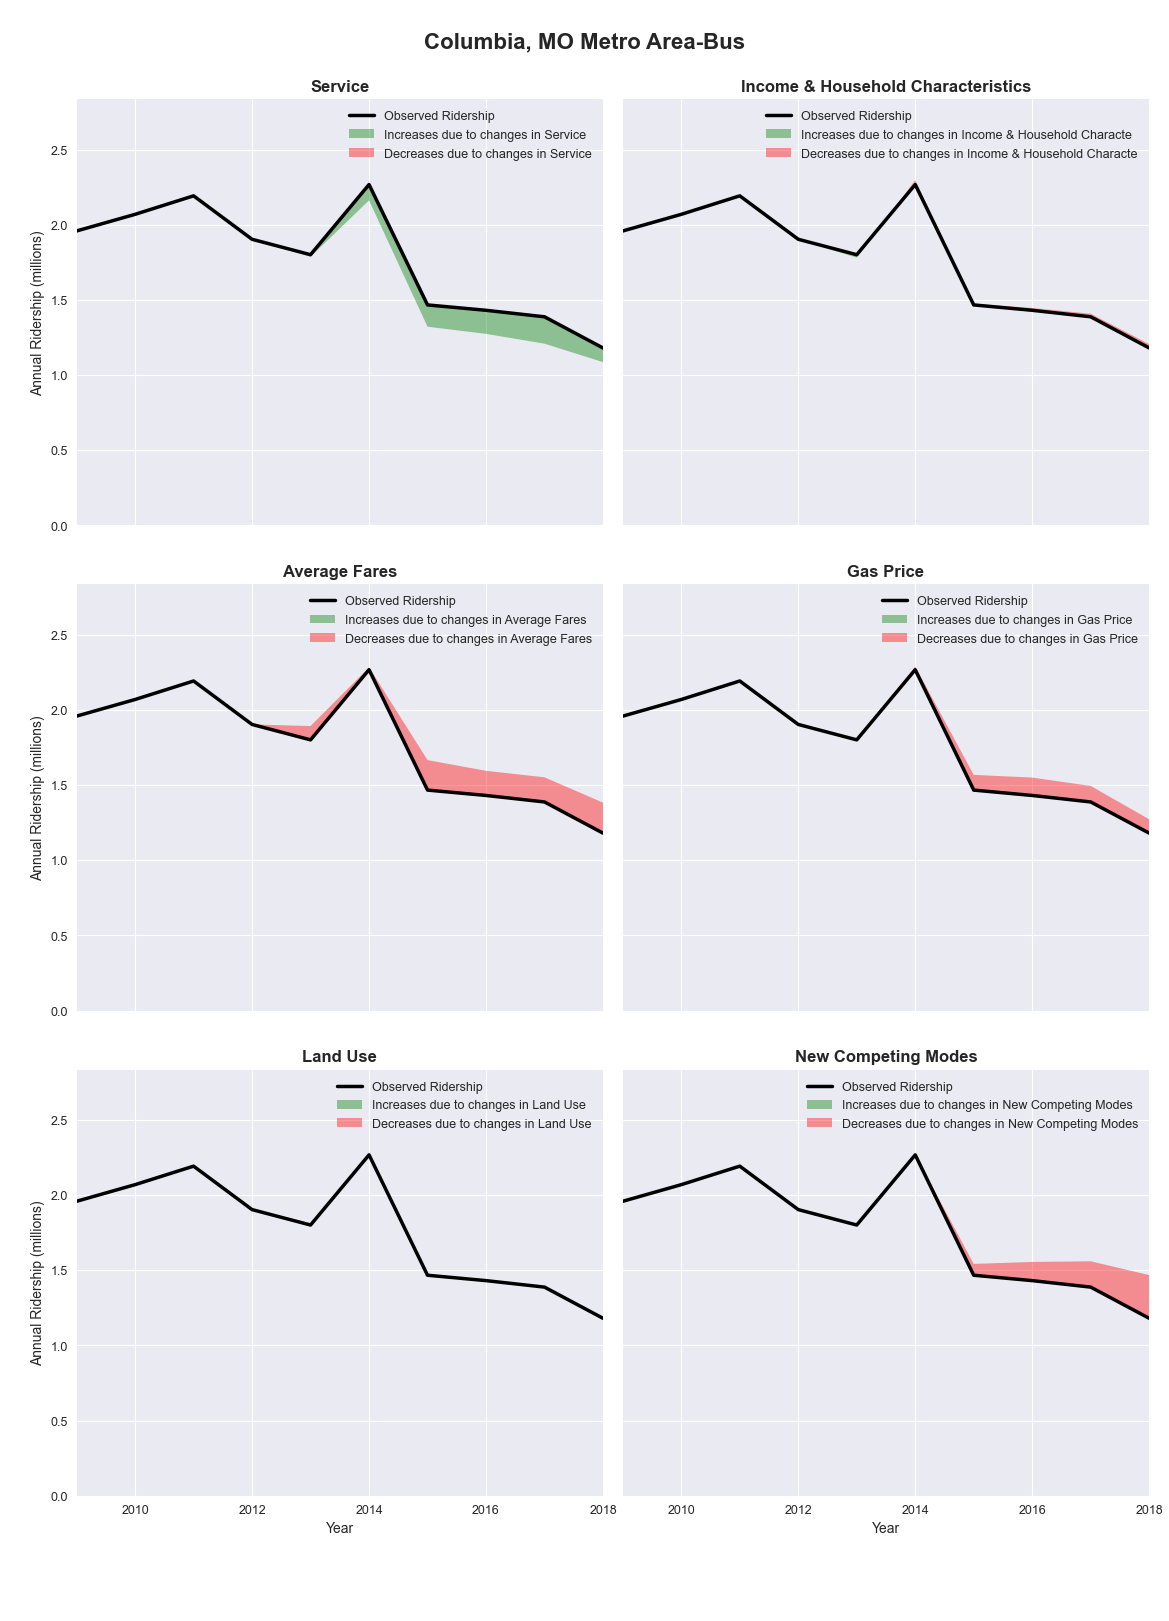 Columbia, MO Metro Area-Bus
Service
Observed Ridership
Increases due to changes in Service
Decreases due to changes in Service
2.5
2.0
1.5
1.0
0.5
0.0
Annual Ridership (millions)
Income & Household Characteristics
Observed Ridership
Increases due to changes in Income & Household Characte
Decreases due to changes in Income & Household Characte
Average Fares
Observed Ridership
Increases due to changes in Average Fares
Decreases due to changes in Average Fares
2.5
2.0
1.5
1.0
0.5
0.0
Annual Ridership (millions)
Gas Price
Observed Ridership
Increases due to changes in Gas Price
Decreases due to changes in Gas Price
Land Use
Observed Ridership
Increases due to changes in Land Use
Decreases due to changes in Land Use
2.5
2.0
1.5
1.0
0.5
0.0
Annual Ridership (millions)
2010 2012 2014 2016 2018
Year
New Competing Modes
Observed Ridership
Increases due to changes in New Competing Modes
Decreases due to changes in New Competing Modes
2010 2012 2014 2016 2018
Year